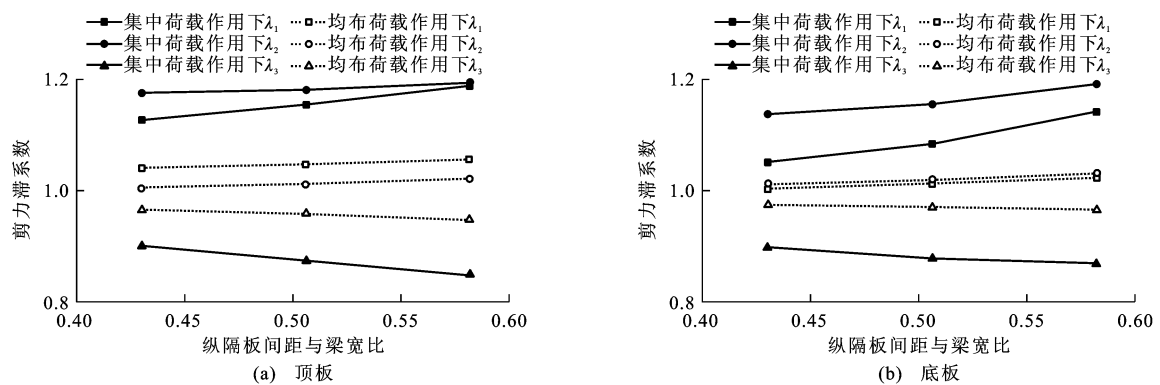 集中荷载作用下λ₁ 均布荷载作用下λ₁
集中荷载作用下λ₂ 均布荷载作用下λ₂
集中荷载作用下λ₃ 均布荷载作用下λ₃
1.2
1.0
0.8
剪力滞系数
0.40 0.45 0.50 0.55 0.60
纵隔板间距与梁宽比
(a) 顶板
集中荷载作用下λ₁ 均布荷载作用下λ₁
集中荷载作用下λ₂ 均布荷载作用下λ₂
集中荷载作用下λ₃ 均布荷载作用下λ₃
1.2
1.0
0.8
剪力滞系数
0.40 0.45 0.50 0.55 0.60
纵隔板间距与梁宽比
(b) 底板